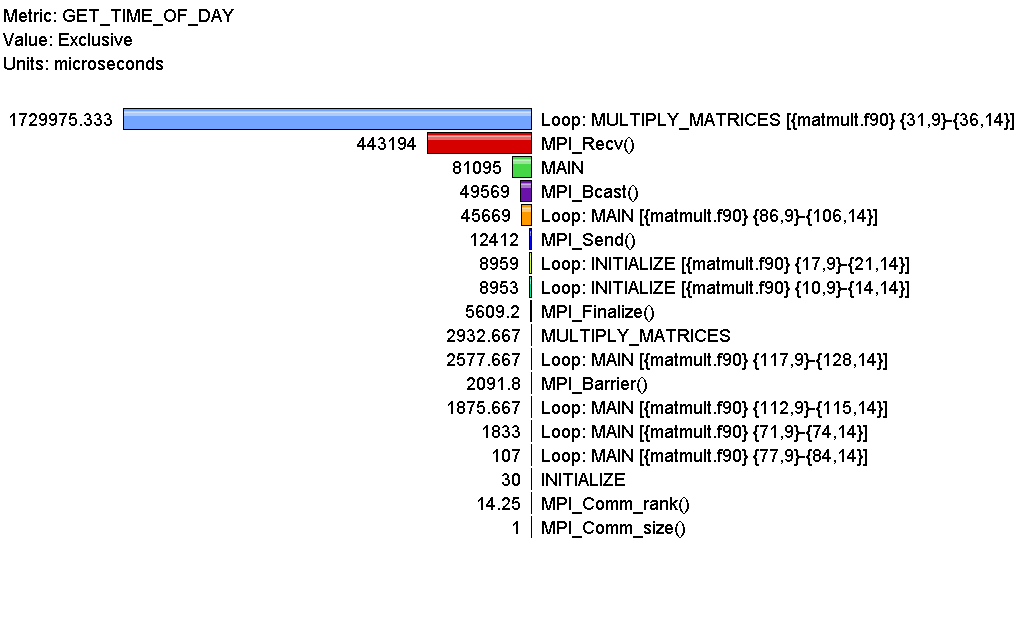 Metric: GET_TIME_OF_DAY
Value: Exclusive
Units: microseconds
1729975.333 Loop: MULTIPLY_MATRICES [{matmult.f90} {31,9}-{36,14}]
443194 MPI_Recv()
81095 MAIN
49569 MPI_Bcast()
45669 Loop: MAIN [{matmult.f90} {86,9}-{106,14}]
12412 MPI_Send()
8959 Loop: INITIALIZE [{matmult.f90} {17,9}-{21,14}]
8953 Loop: INITIALIZE [{matmult.f90} {10,9}-{14,14}]
5609.2 MPI_Finalize()
2932.667 MULTIPLY_MATRICES
2577.667 Loop: MAIN [{matmult.f90} {117,9}-{128,14}]
2091.8 MPI_Barrier()
1875.667 Loop: MAIN [{matmult.f90} {112,9}-{115,14}]
1833 Loop: MAIN [{matmult.f90} {71,9}-{74,14}]
107 Loop: MAIN [{matmult.f90} {77,9}-{84,14}]
30 INITIALIZE
14.25 MPI_Comm_rank()
1 MPI_Comm_size()